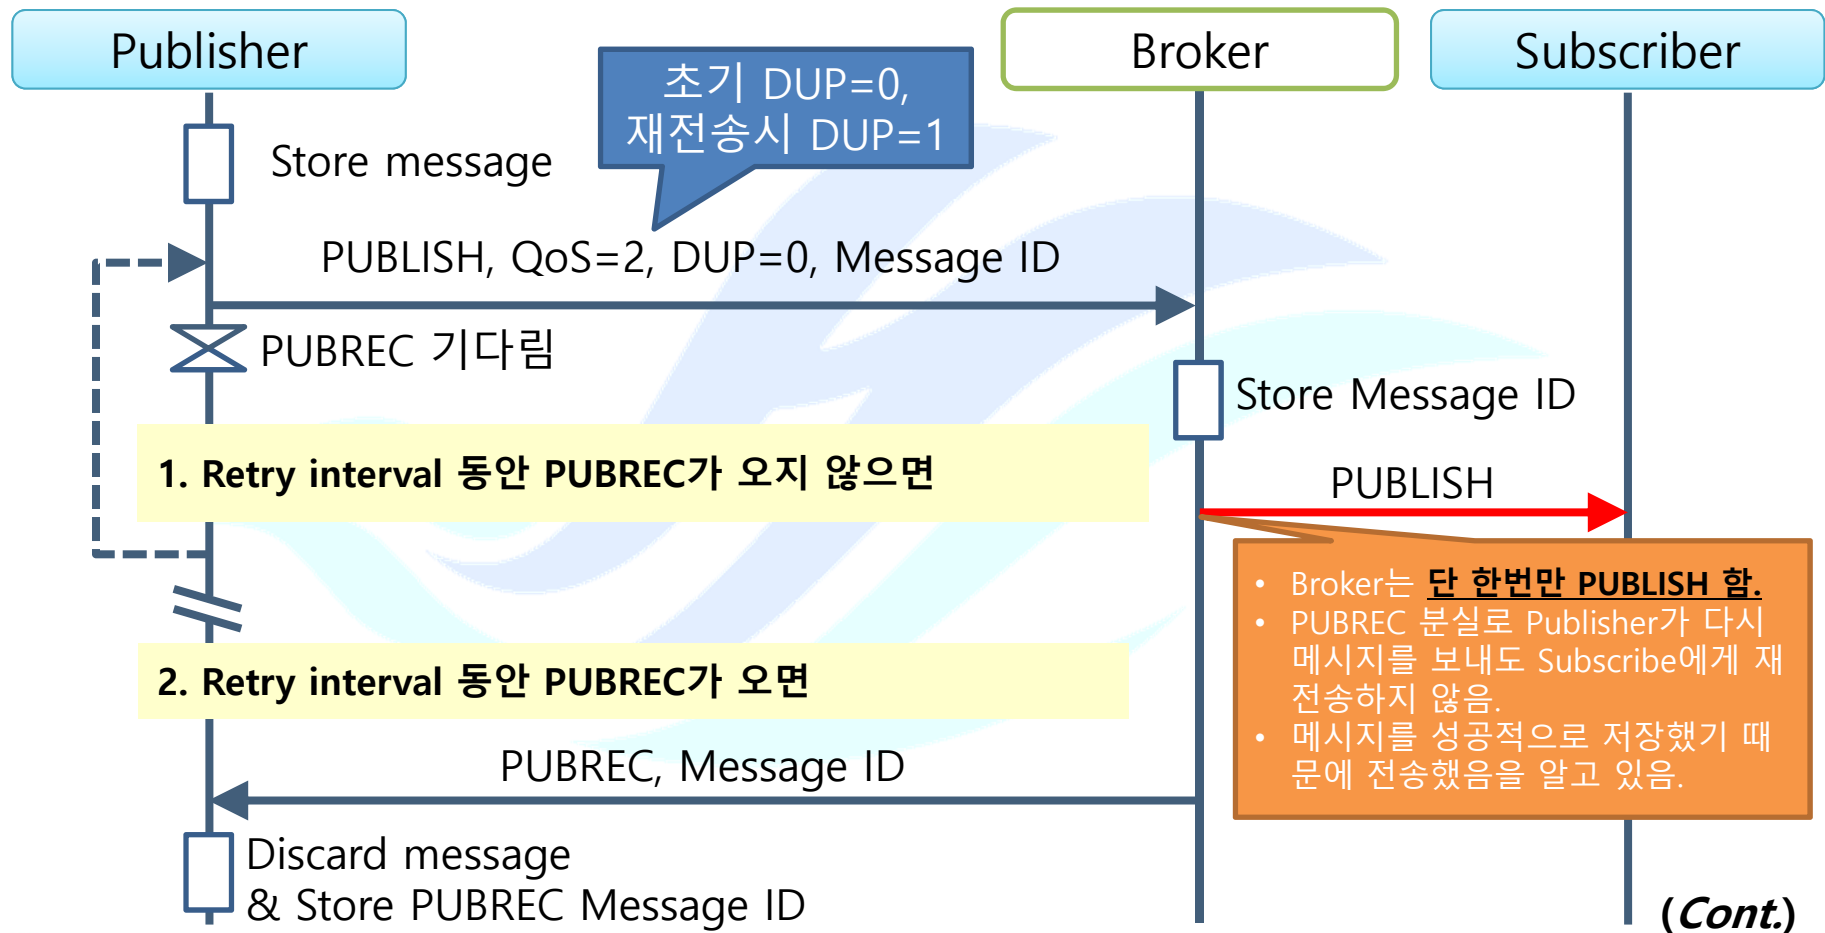 Publisher
Broker
Subscriber
초기 DUP=0,
재전송시 DUP=1
Store message
PUBLISH, QoS=2, DUP=0, Message ID
PUBREC 기다림
Store Message ID
1. Retry interval 동안 PUBREC가 오지 않으면
PUBLISH
• Broker는 단 한번만 PUBLISH 함.
• PUBREC 분실로 Publisher가 다시
메시지를 보내도 Subscribe에게 재
전송하지 않음.
• 메시지를 성공적으로 저장했기 때
문에 전송했음을 알고 있음.
2. Retry interval 동안 PUBREC가 오면
PUBREC, Message ID
Discard message
& Store PUBREC Message ID
(Cont.)